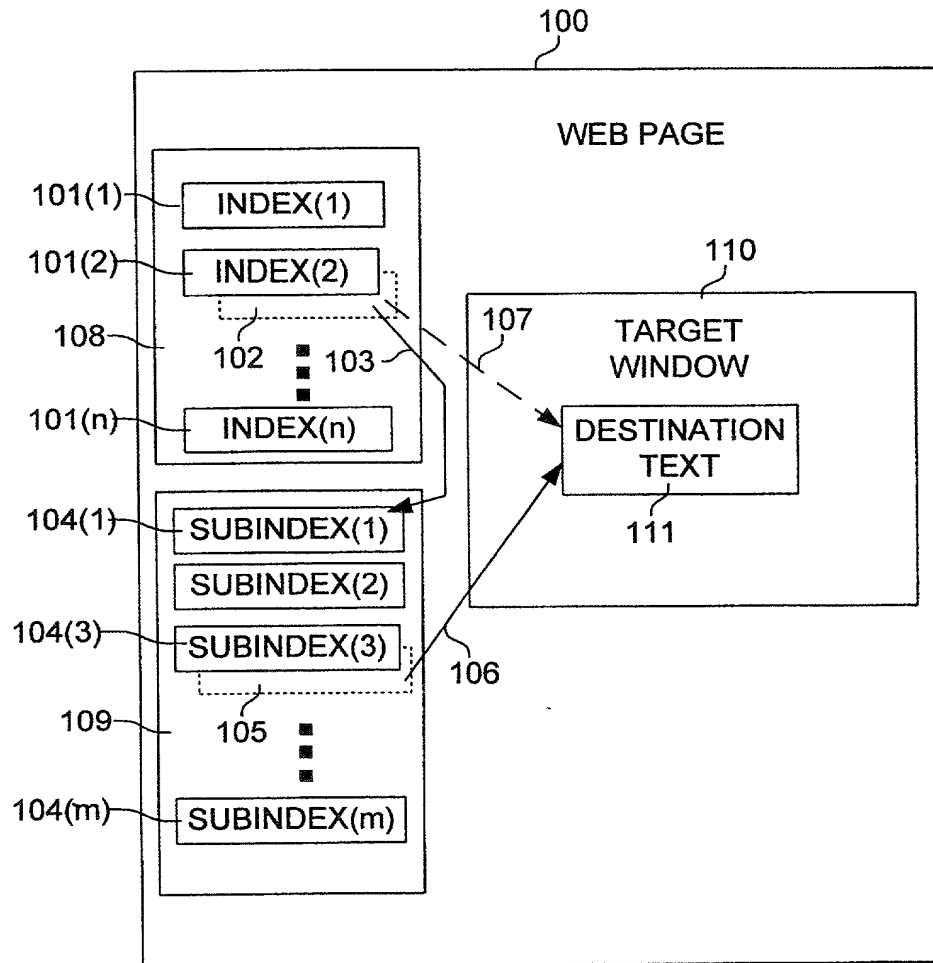 100
WEB PAGE
101(1)
INDEX(1)
101(2)
INDEX(2)
102
103
108
101(n)
INDEX(n)
107
110
TARGET
WINDOW
DESTINATION
TEXT
111
104(1)
SUBINDEX(1)
SUBINDEX(2)
104(3)
SUBINDEX(3)
105
106
109
104(m)
SUBINDEX(m)